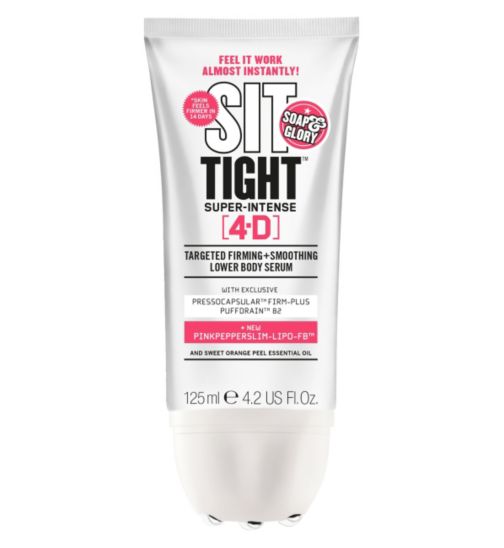 FEEL IT WORK
ALMOST INSTANTLY!
*SKIN
FEELS
FIRMER IN
14 DAYS
SIT
SOAP&
GLORY
TIGHT™
SUPER-INTENSE
[4·D]
TARGETED FIRMING+SMOOTHING
LOWER BODY SERUM
WITH EXCLUSIVE
PRESSOCAPSULAR™ FIRM-PLUS
PUFFDRAIN™ B2
+ NEW
PINKPEPPERSLIM-LIPO-FB™
AND SWEET ORANGE PEEL ESSENTIAL OIL
125ml ℮ 4.2 US Fl.Oz.